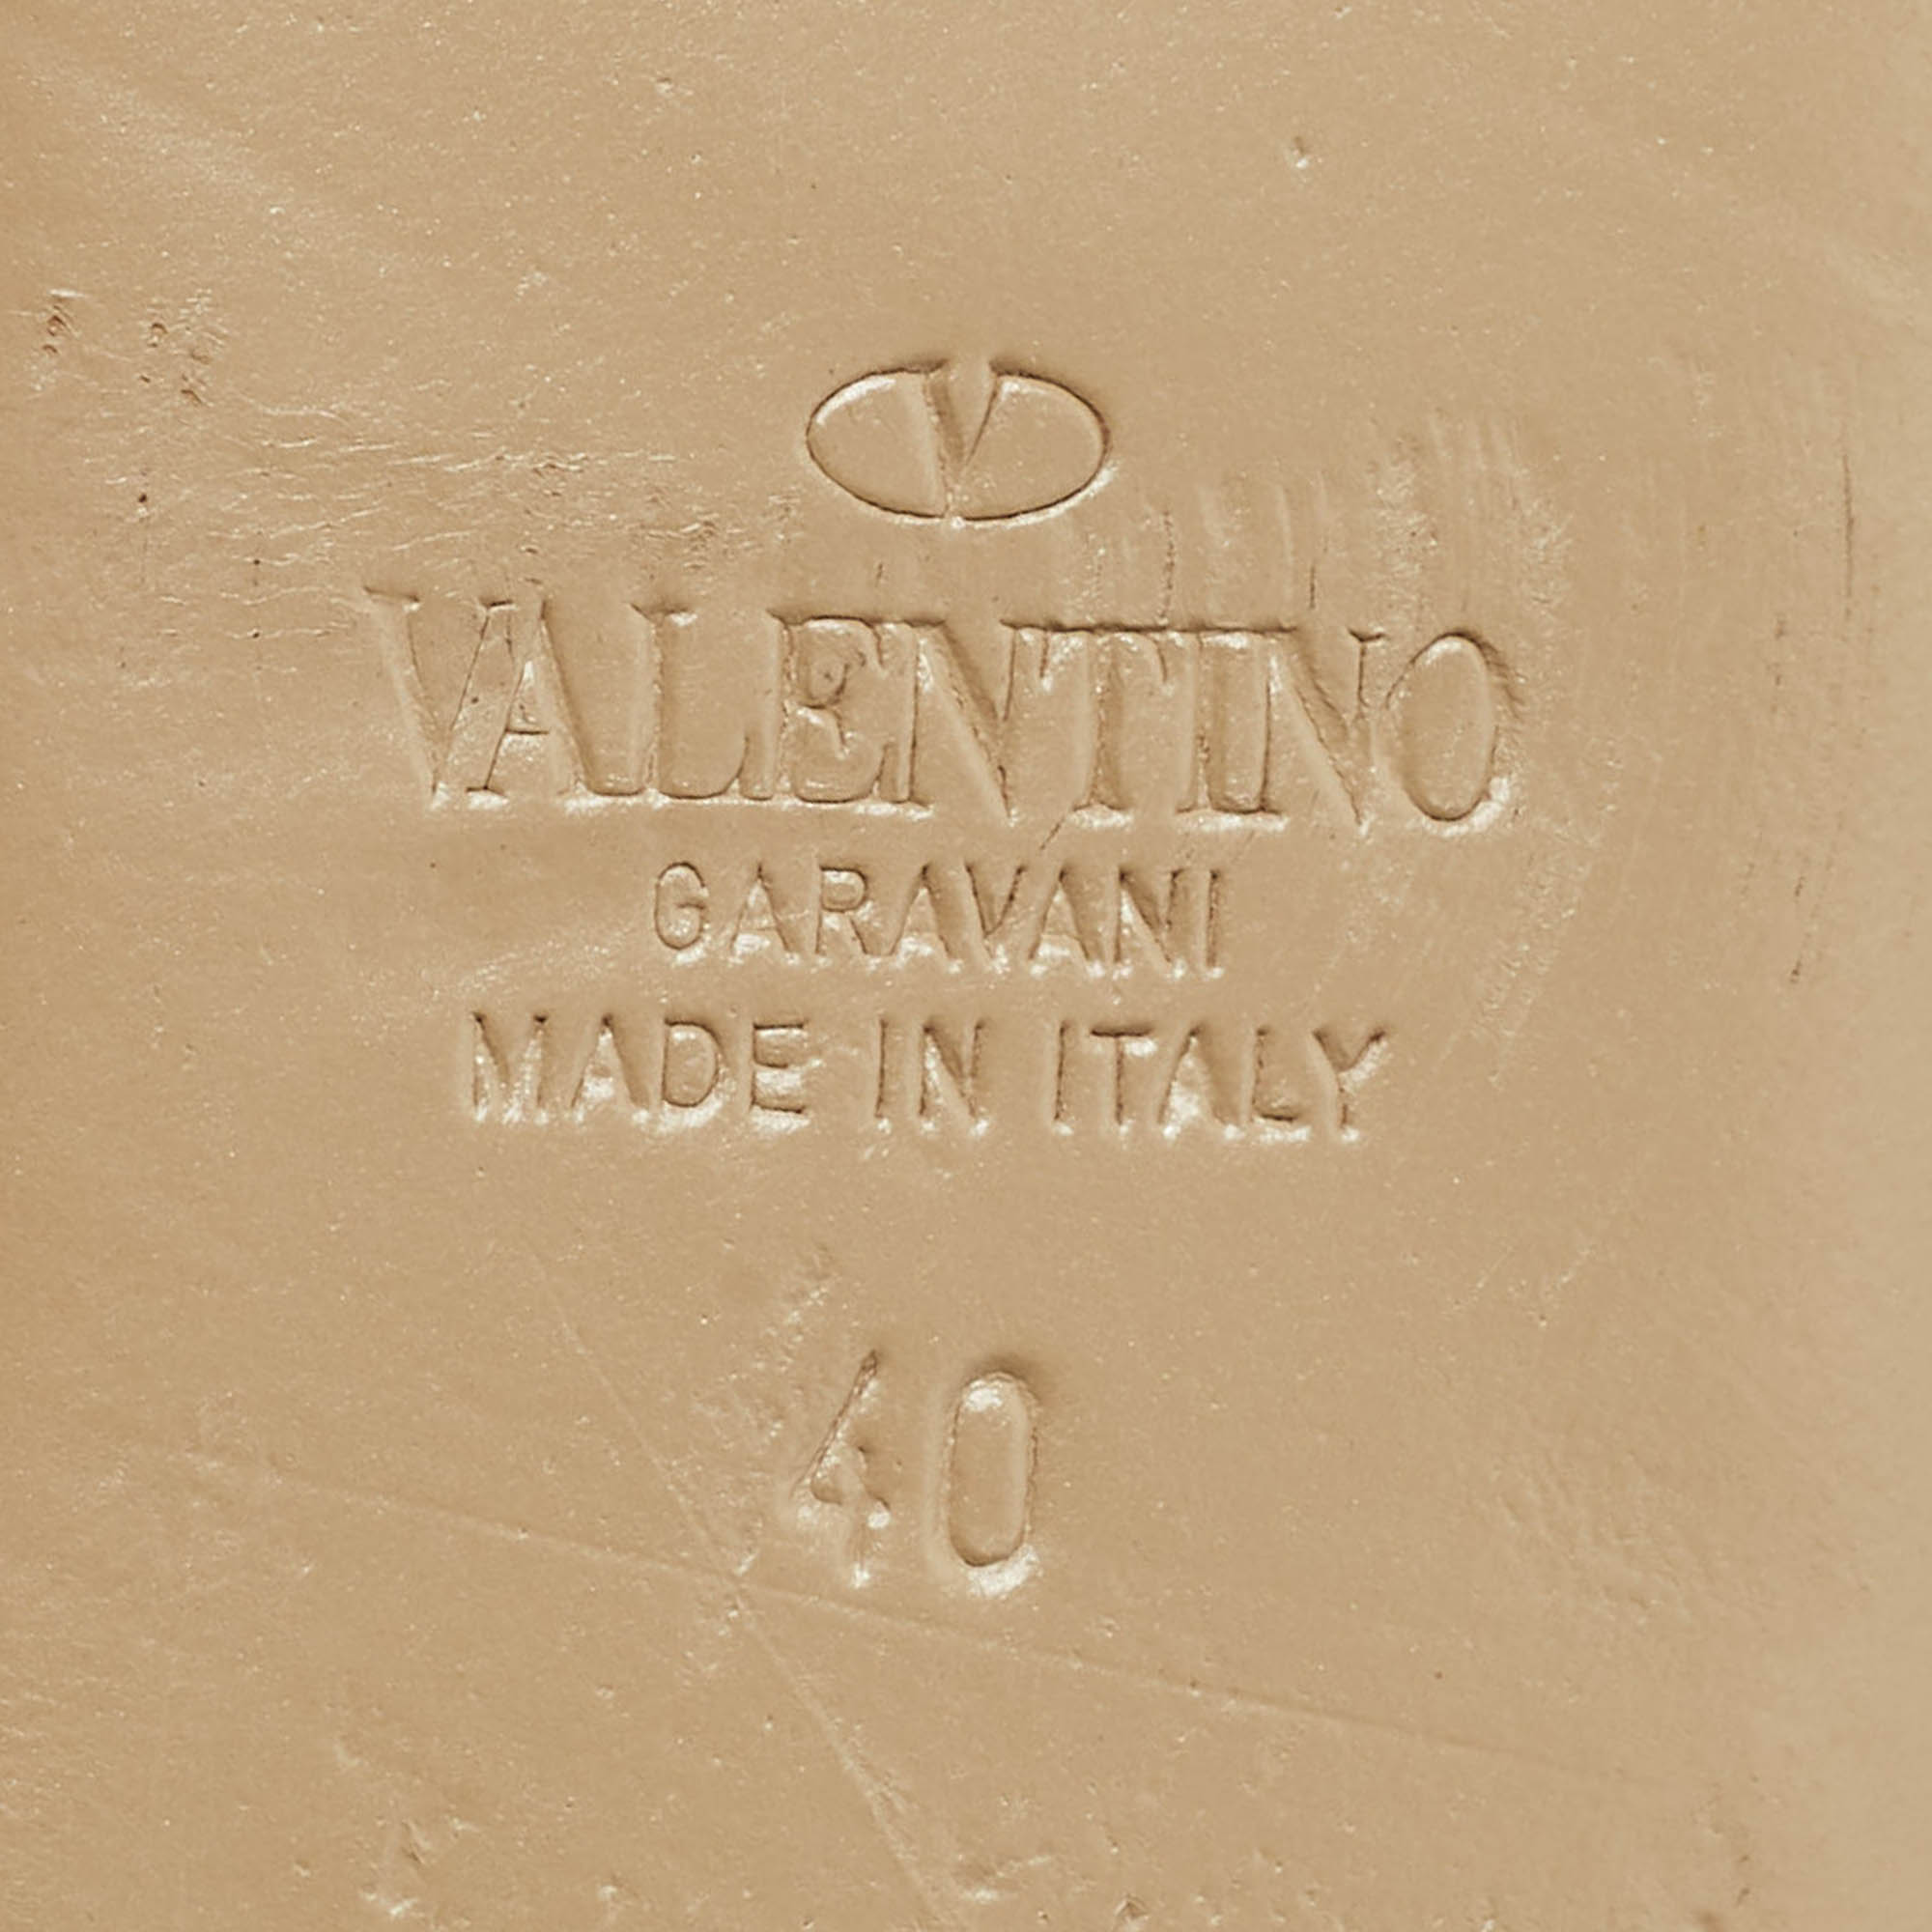 V
VALENTINO
GARAVANI
MADE IN ITALY
40